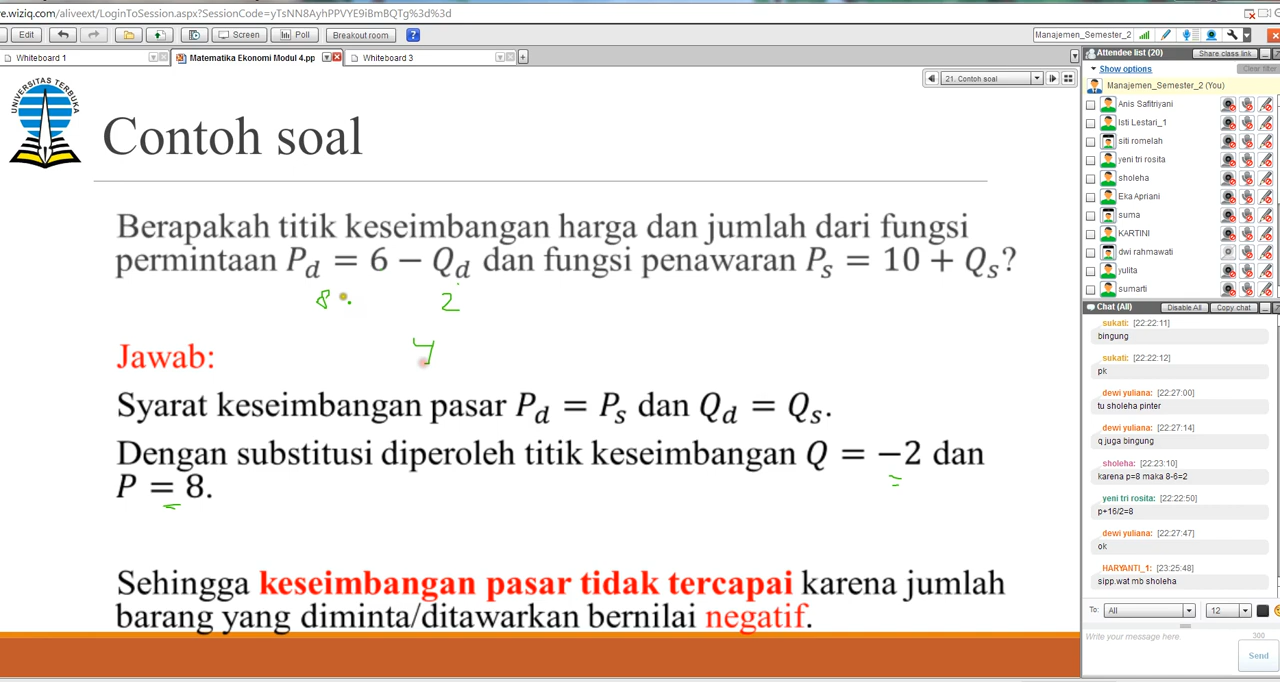 re.wiziq.com/aliveext/LoginToSession.aspx?SessionCode=yTsNN8AyhPPVYE9iBmBQTg%3d%3d
Edit
Screen
Poll
Breakout room
?
Manajemen_Semester_2
Whiteboard 1
Matematika Ekonomi Modul 4.pp
Whiteboard 3
21. Contoh soal
UNIVERSITAS TERBUKA
Contoh soal
Berapakah titik keseimbangan harga dan jumlah dari fungsi
permintaan P_d = 6 − Q_d dan fungsi penawaran P_s = 10 + Q_s?
8
2
4
Jawab:
Syarat keseimbangan pasar P_d = P_s dan Q_d = Q_s.
Dengan substitusi diperoleh titik keseimbangan Q = −2 dan
P = 8.
Sehingga keseimbangan pasar tidak tercapai karena jumlah
barang yang diminta/ditawarkan bernilai negatif.
Attendee list (20)
Share class link
Show options
Clear filter
Manajemen_Semester_2 (You)
Anis Safitriyani
Isti Lestari_1
siti romelah
yeni tri rosita
sholeha
Eka Apriani
suma
KARTINI
dwi rahmawati
yulita
sumarti
Chat (All)
Disable All
Copy chat
sukati: [22:22:11]
bingung
sukati: [22:22:12]
pk
dewi yuliana: [22:27:00]
tu sholeha pinter
dewi yuliana: [22:27:14]
q juga bingung
sholeha: [22:23:10]
karena p=8 maka 8-6=2
yeni tri rosita: [22:22:50]
p+16/2=8
dewi yuliana: [22:27:47]
ok
HARYANTI_1: [23:25:48]
sipp.wat mb sholeha
To:
All
12
Write your message here.
300
Send